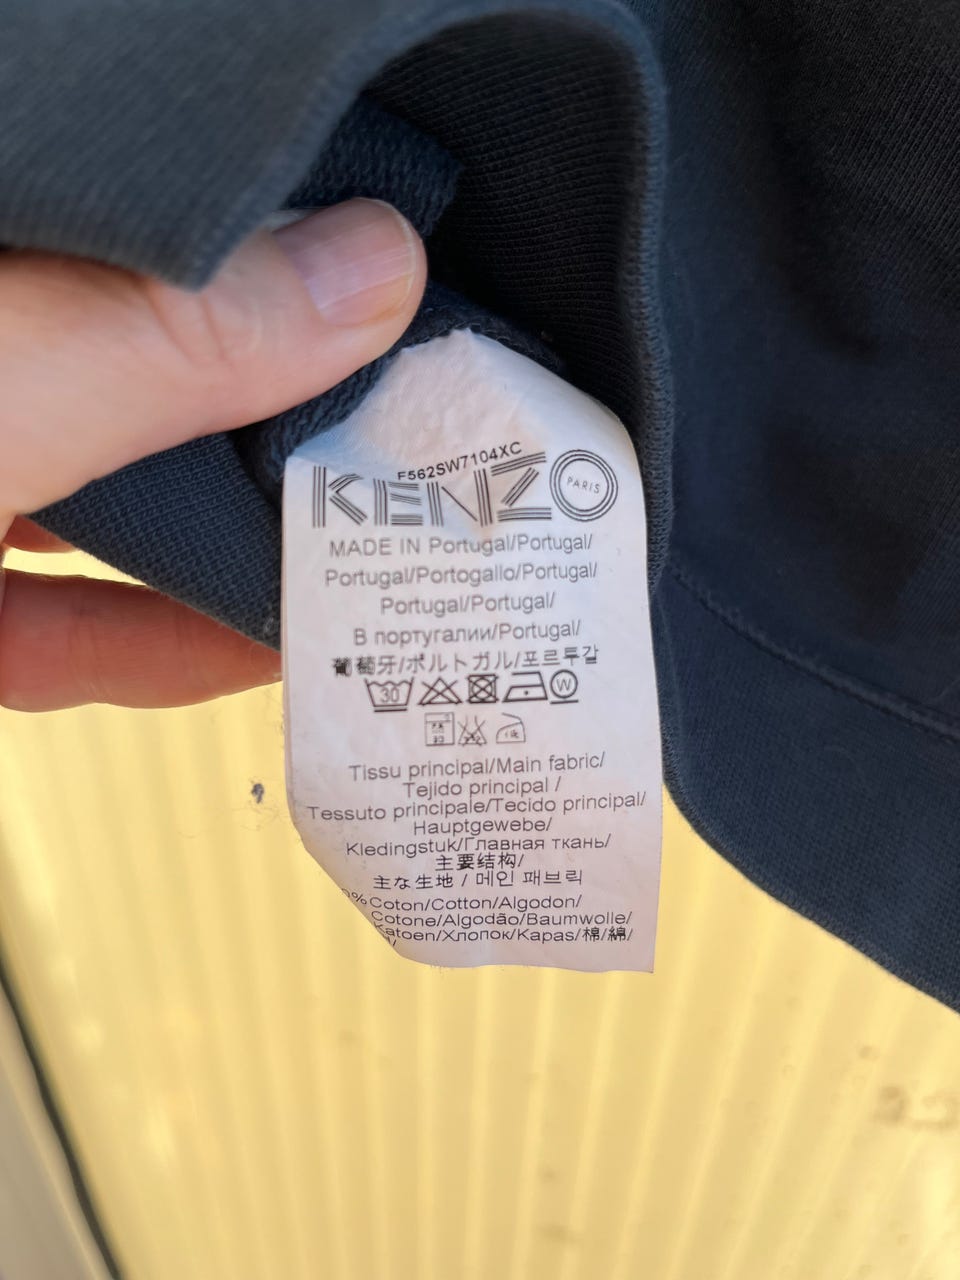 F562SW7104XC
KENZO
PARIS
MADE IN Portugal/Portugal/
Portugal/Portogallo/Portugal/
Portugal/Portugal/
В португалии/Portugal/
葡萄牙/ポルトガル/포르투갈
30 W
Tissu principal/Main fabric/
Tejido principal /
Tessuto principale/Tecido principal/
Hauptgewebe/
Kledingstuk/Главная ткань/
主要结构/
主な生地 / 메인 패브릭
% Coton/Cotton/Algodon/
Cotone/Algodão/Baumwolle/
Katoen/Хлопок/Kapas/棉/綿/